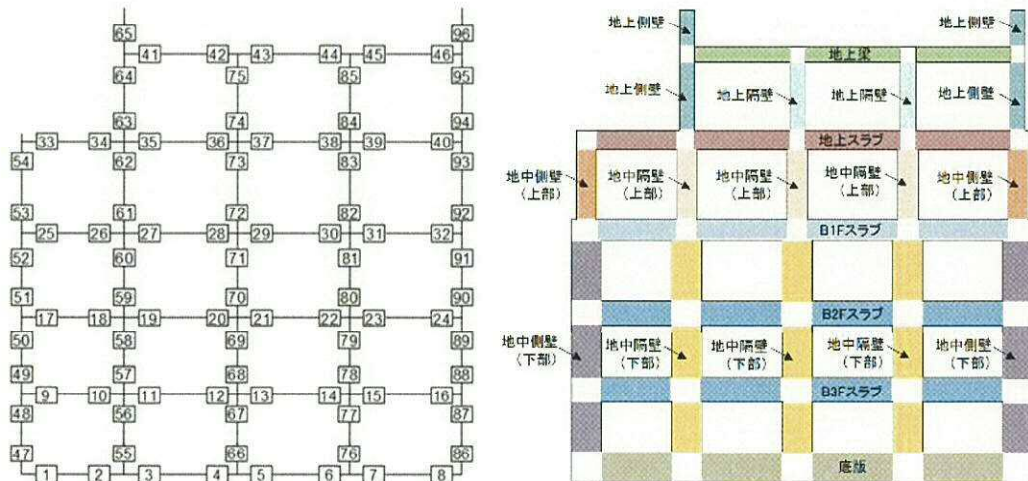 65 96
41 42 43 44 45 46
64 75 85 95
63 74 84 94
33 34 35 36 37 38 39 40
54 62 73 83 93
53 61 72 82 92
25 26 27 28 29 30 31 32
52 60 71 81 91
51 59 70 80 90
17 18 19 20 21 22 23 24
50 58 69 79 89
49 57 68 78 88
9 10 11 12 13 14 15 16
48 56 67 77 87
47 55 66 76 86
1 2 3 4 5 6 7 8
地上側壁 地上側壁
地上梁
地上側壁 地上隔壁 地上隔壁 地上側壁
地上スラブ
地中側壁 地中隔壁 地中隔壁 地中隔壁 地中側壁
(上部) (上部) (上部) (上部) (上部)
B1Fスラブ
B2Fスラブ
地中側壁 地中隔壁 地中隔壁 地中隔壁 地中側壁
(下部) (下部) (下部) (下部) (下部)
B3Fスラブ
底版